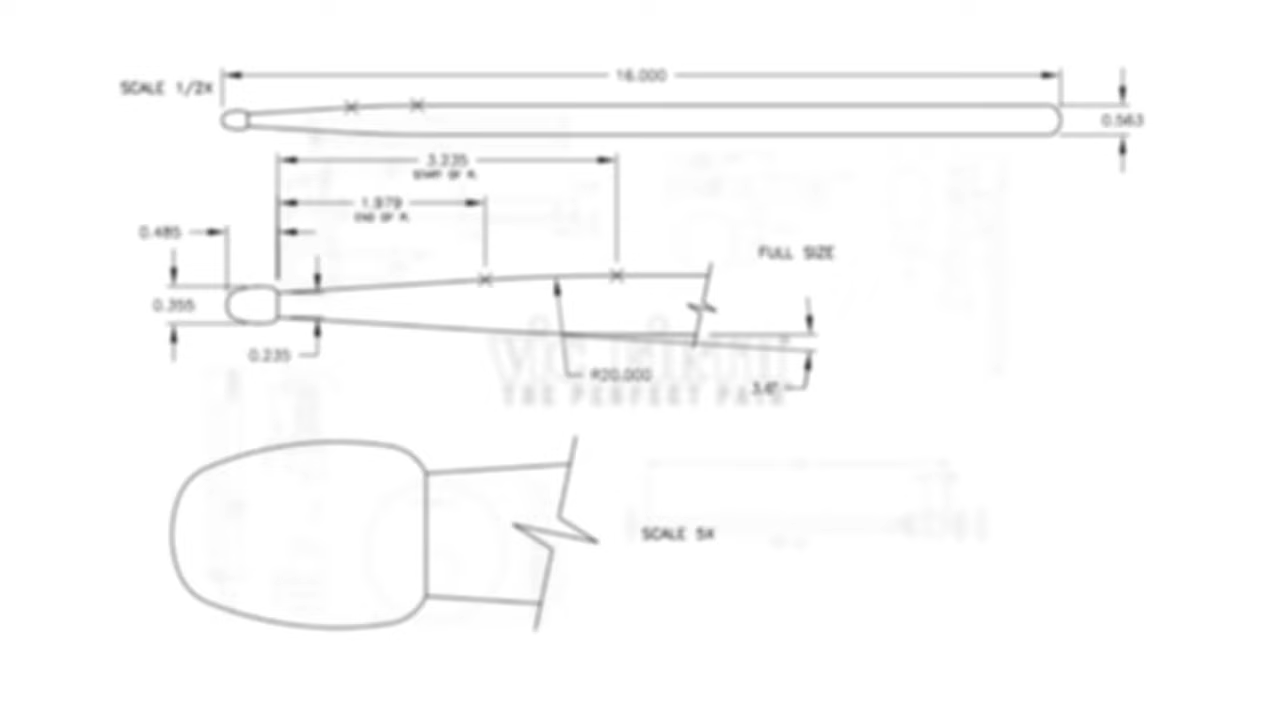 16.000
SCALE 1/2X
0.563
3.235
START OF R.
1.979
END OF R.
0.485
FULL SIZE
0.355
0.235
R20.000
THE PERFECT PAIR
SCALE 5X